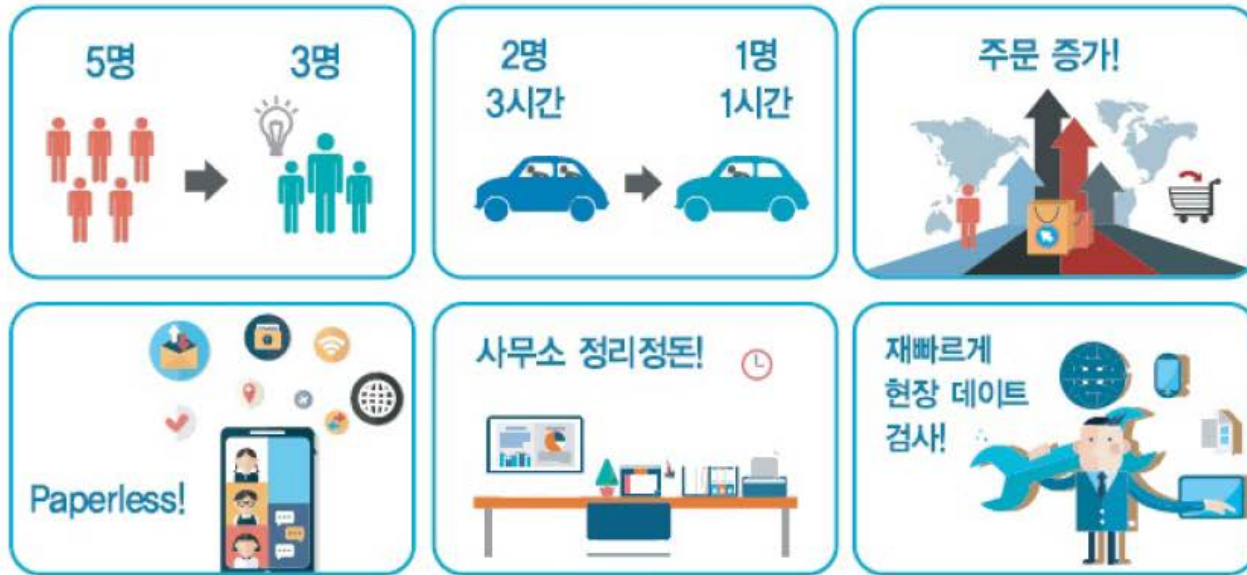 5명
3명
2명
3시간
1명
1시간
주문 증가!
Paperless!
사무소 정리정돈!
재빠르게
현장 데이트
검사!